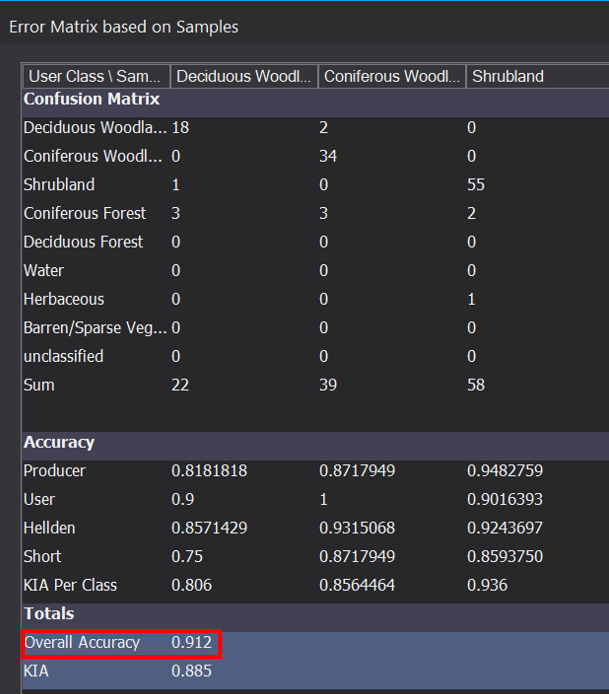 Error Matrix based on Samples
User Class \ Sam... Deciduous Woodl... Coniferous Woodl... Shrubland
Confusion Matrix
Deciduous Woodla... 18 2 0
Coniferous Woodl... 0 34 0
Shrubland 1 0 55
Coniferous Forest 3 3 2
Deciduous Forest 0 0 0
Water 0 0 0
Herbaceous 0 0 1
Barren/Sparse Veg... 0 0 0
unclassified 0 0 0
Sum 22 39 58
Accuracy
Producer 0.8181818 0.8717949 0.9482759
User 0.9 1 0.9016393
Hellden 0.8571429 0.9315068 0.9243697
Short 0.75 0.8717949 0.8593750
KIA Per Class 0.806 0.8564464 0.936
Totals
Overall Accuracy 0.912
KIA 0.885